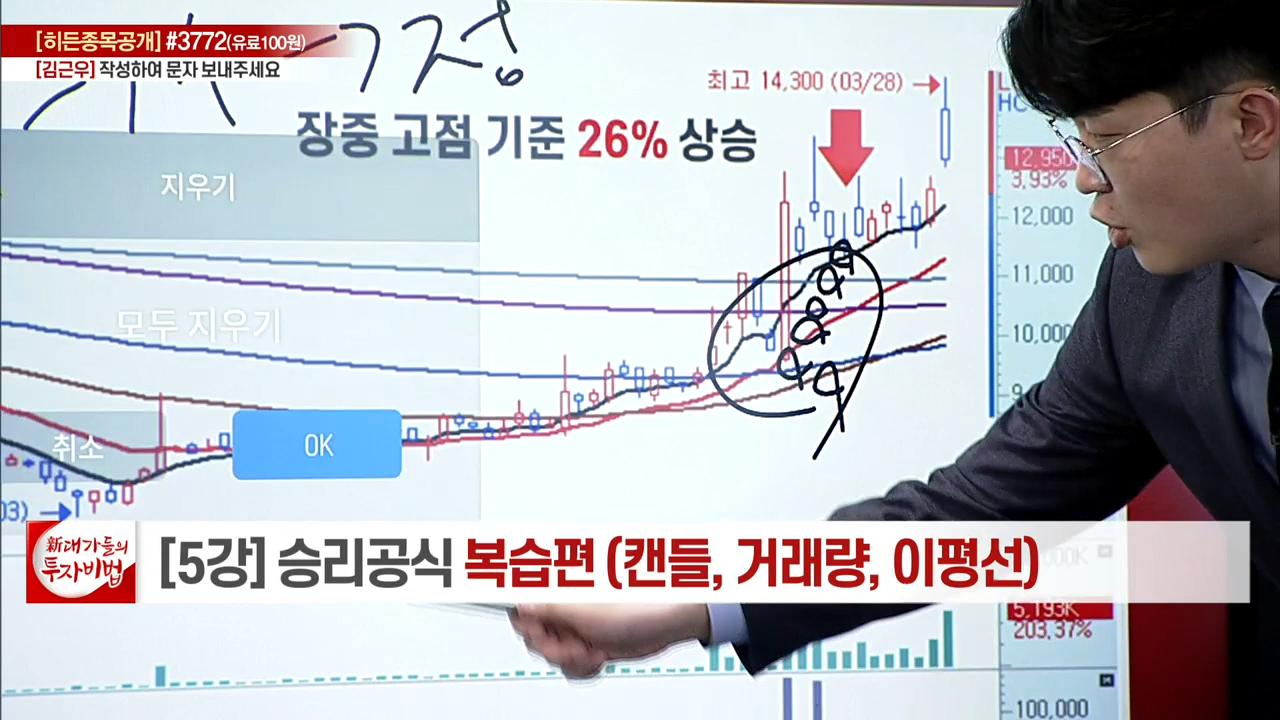 [히든종목공개] #3772(유료100원)
[김근우] 작성하여 문자 보내주세요
정
최고 14,300 (03/28)
장중 고점 기준 26% 상승
지우기
12,950
3.93%
12,000
11,000
모두 지우기
10,000
취소
OK
03)
新대가들의
투자비법
[5강] 승리공식 복습편 (캔들, 거래량, 이평선)
5,193K
203.37%
100,000